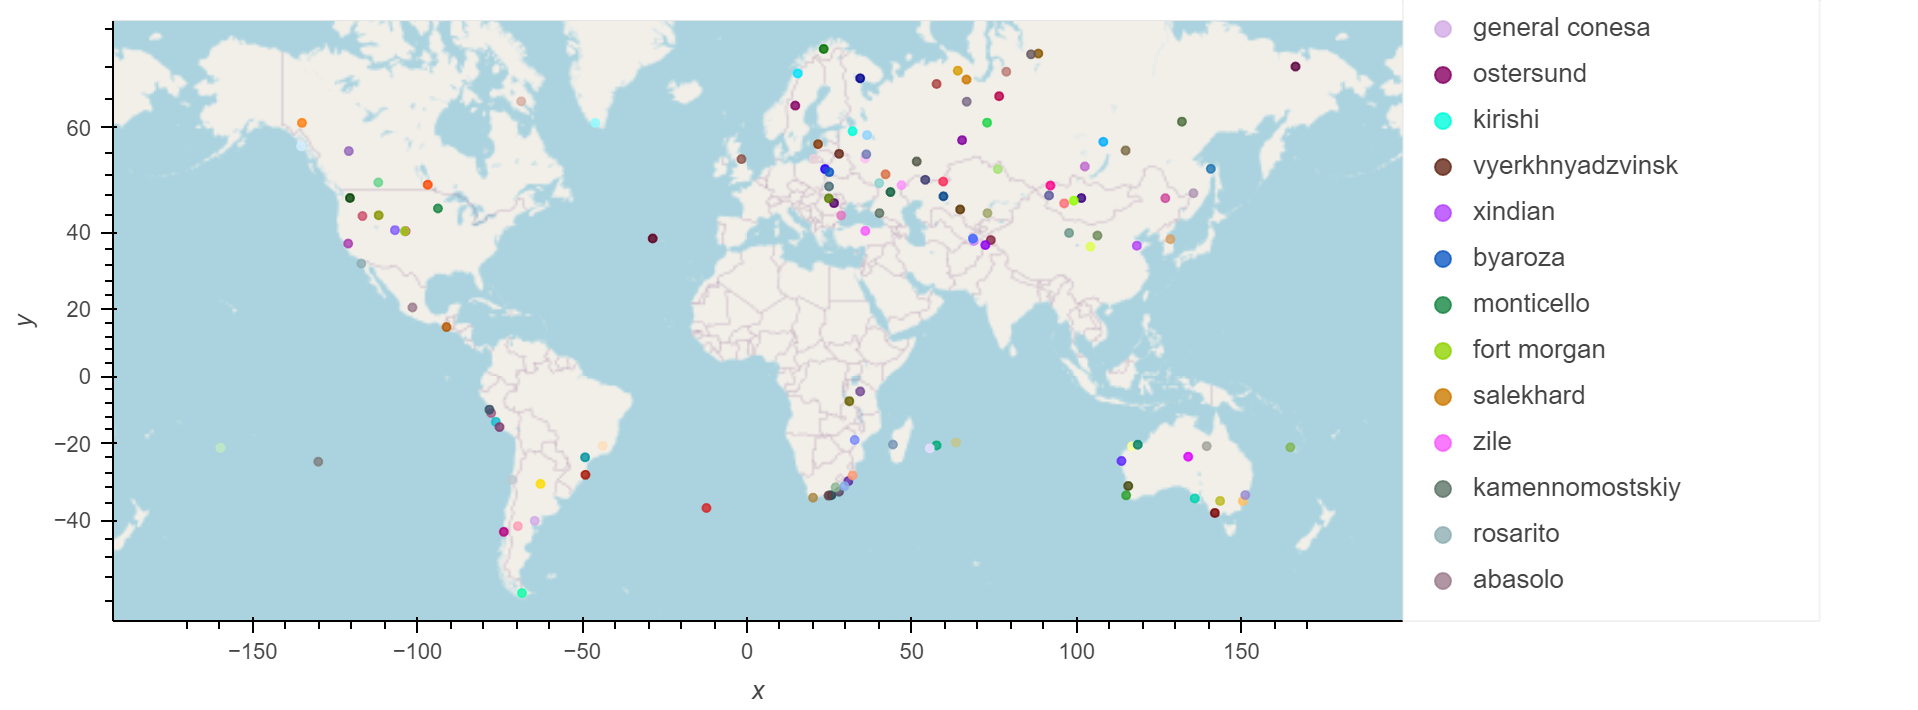 general conesa
ostersund
kirishi
vyerkhnyadzvinsk
xindian
byaroza
monticello
fort morgan
salekhard
zile
kamennomostskiy
rosarito
abasolo
60
40
20
0
−20
−40
y
−150
−100
−50
0
50
100
150
x